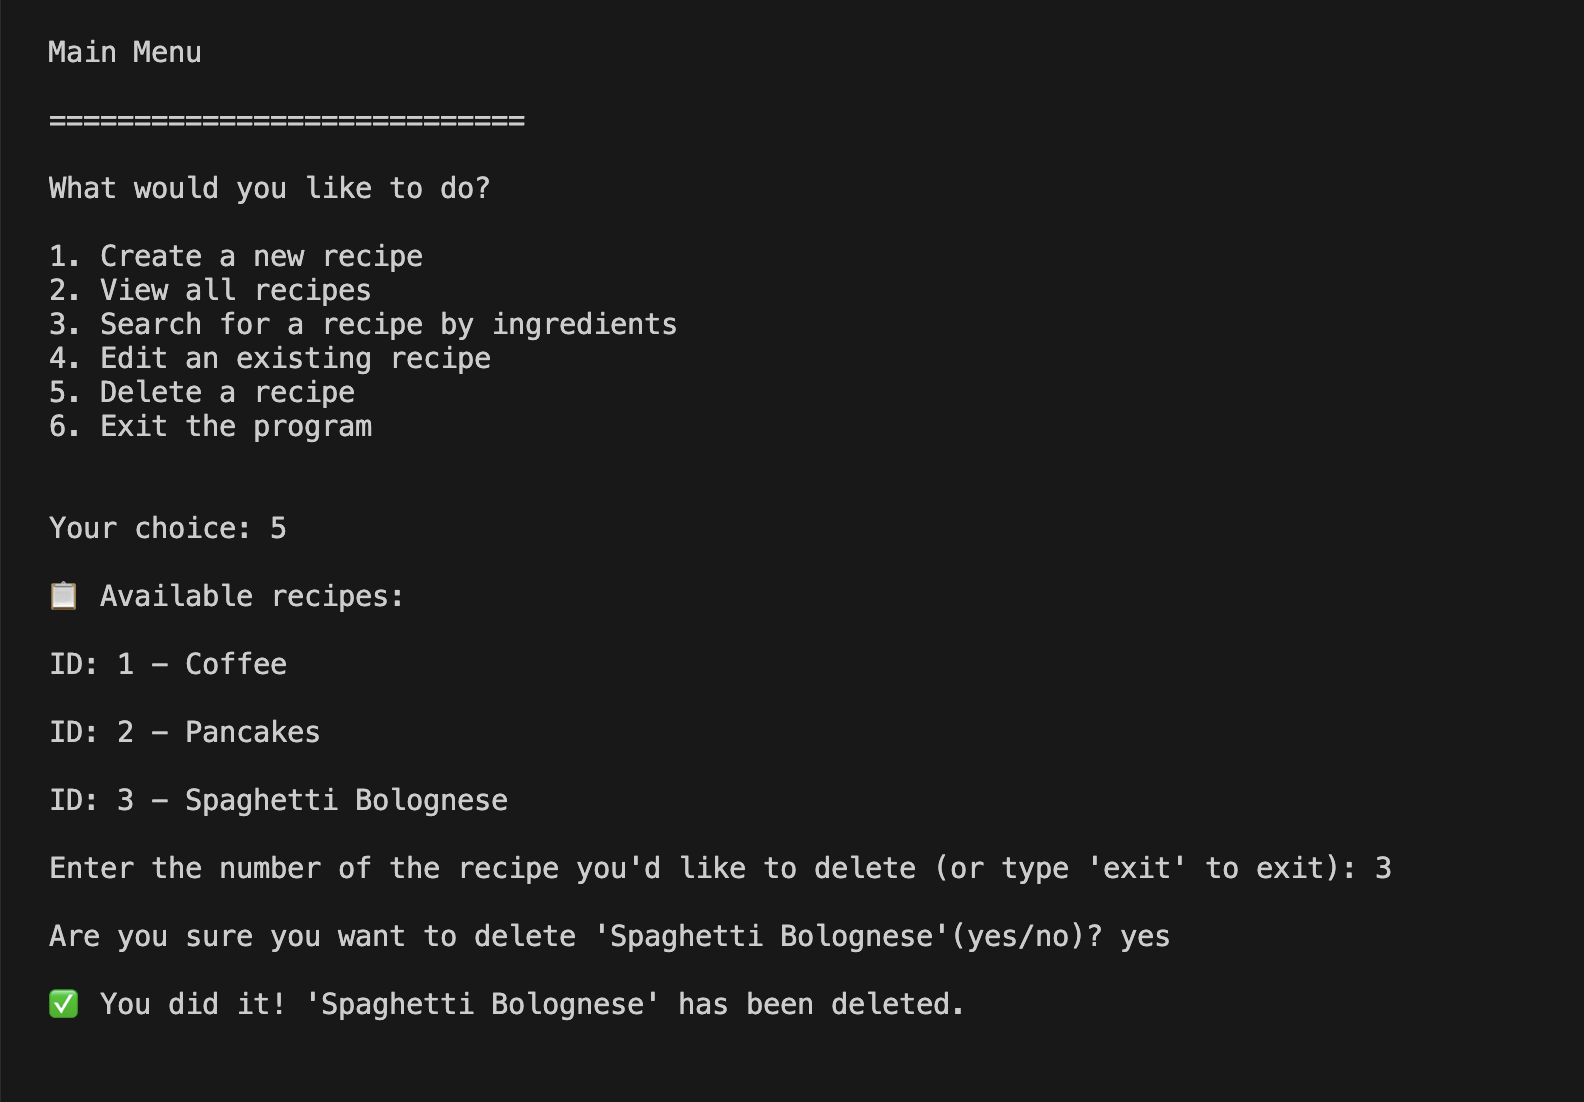 Main Menu
============================
What would you like to do?
1. Create a new recipe
2. View all recipes
3. Search for a recipe by ingredients
4. Edit an existing recipe
5. Delete a recipe
6. Exit the program
Your choice: 5
📋 Available recipes:
ID: 1 – Coffee
ID: 2 – Pancakes
ID: 3 – Spaghetti Bolognese
Enter the number of the recipe you'd like to delete (or type 'exit' to exit): 3
Are you sure you want to delete 'Spaghetti Bolognese'(yes/no)? yes
✅ You did it! 'Spaghetti Bolognese' has been deleted.